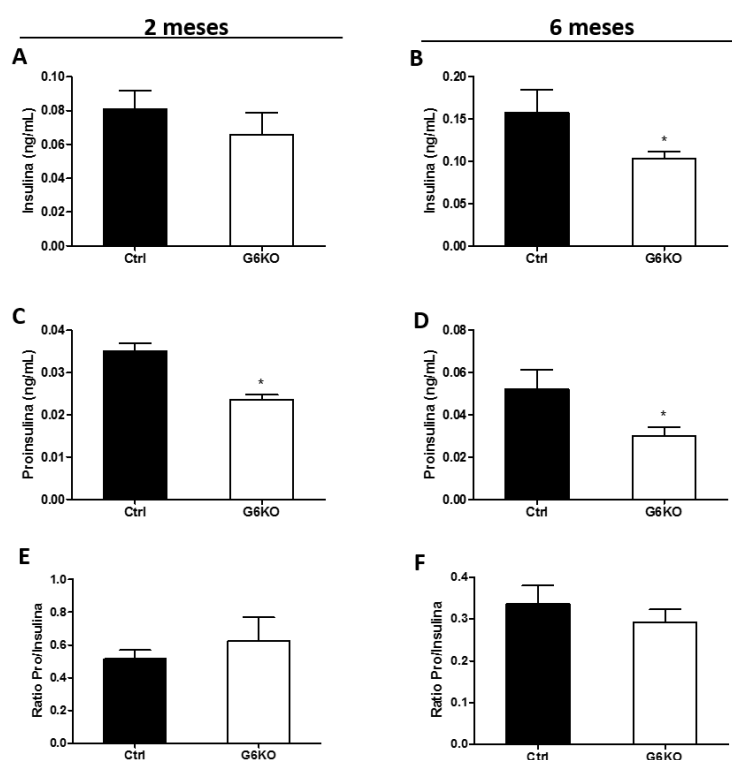 2 meses
6 meses
A
Insulina (ng/mL)
0.10
0.08
0.06
0.04
0.02
0.00
Ctrl
G6KO
B
Insulina (ng/mL)
0.20
0.15
0.10
0.05
0.00
*
Ctrl
G6KO
C
Proinsulina (ng/mL)
0.04
0.03
0.02
0.01
0.00
*
Ctrl
G6KO
D
Proinsulina (ng/mL)
0.08
0.06
0.04
0.02
0.00
*
Ctrl
G6KO
E
Ratio Pro/Insulina
1.0
0.8
0.6
0.4
0.2
0.0
Ctrl
G6KO
F
Ratio Pro/Insulina
0.4
0.3
0.2
0.1
0.0
Ctrl
G6KO